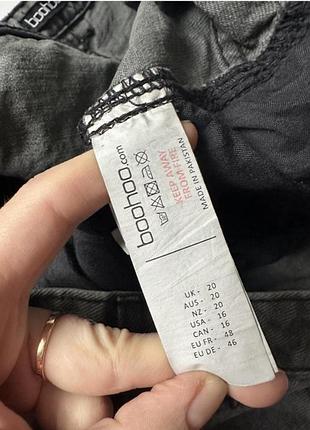 boohoo
boohoo.com
KEEP AWAY
FROM FIRE
MADE IN PAKISTAN
UK - 20
AUS - 20
NZ - 20
USA - 16
CAN - 16
EU FR - 48
EU DE - 46